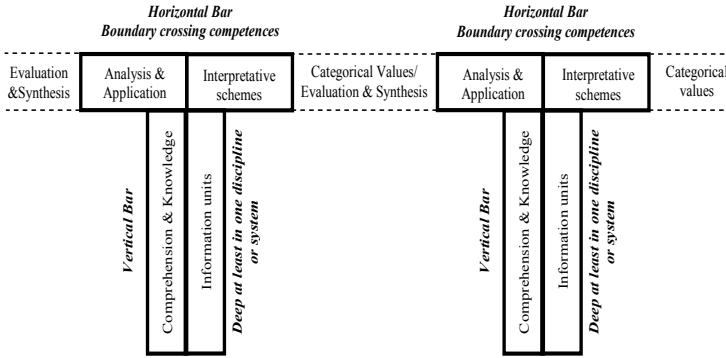 Horizontal Bar
Boundary crossing competences
Horizontal Bar
Boundary crossing competences
Evaluation
&Synthesis
Analysis &
Application
Interpretative
schemes
Categorical Values/
Evaluation & Synthesis
Analysis &
Application
Interpretative
schemes
Categorical
values
Vertical Bar
Comprehension & Knowledge
Information units
Deep at least in one discipline
or system
Vertical Bar
Comprehension & Knowledge
Information units
Deep at least in one discipline
or system